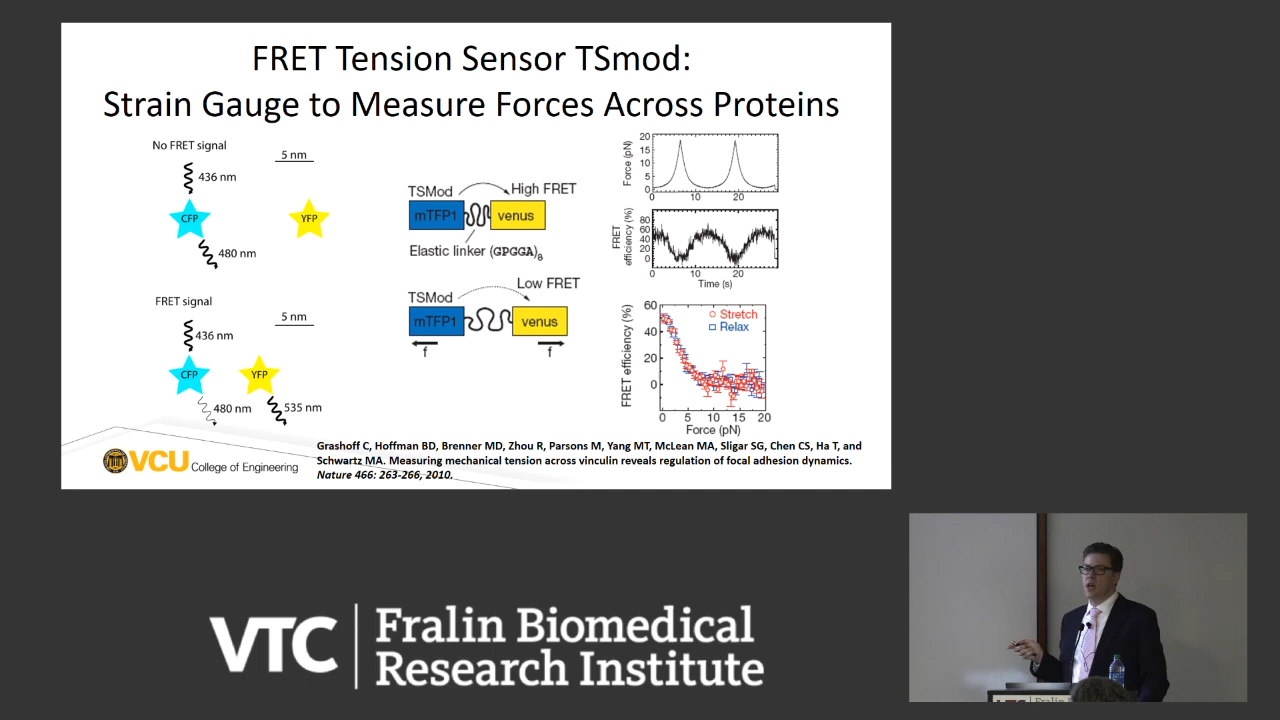 FRET Tension Sensor TSmod:
Strain Gauge to Measure Forces Across Proteins
No FRET signal
436 nm
5 nm
CFP
YFP
480 nm
FRET signal
436 nm
5 nm
CFP
YFP
480 nm
535 nm
TSMod
High FRET
mTFP1
venus
Elastic linker (GPGGA)8
Low FRET
TSMod
mTFP1
venus
f
f
20
15
10
5
0
Force (pN)
0
10
20
80
60
40
20
0
FRET
efficiency (%)
0
10
20
Time (s)
60
40
20
0
FRET efficiency (%)
Stretch
Relax
0
5
10
15
20
Force (pN)
Grashoff C, Hoffman BD, Brenner MD, Zhou R, Parsons M, Yang MT, McLean MA, Sligar SG, Chen CS, Ha T, and
Schwartz MA. Measuring mechanical tension across vinculin reveals regulation of focal adhesion dynamics.
Nature 466: 263-266, 2010.
VCU College of Engineering
VTC
Fralin Biomedical
Research Institute
VTC Fralin